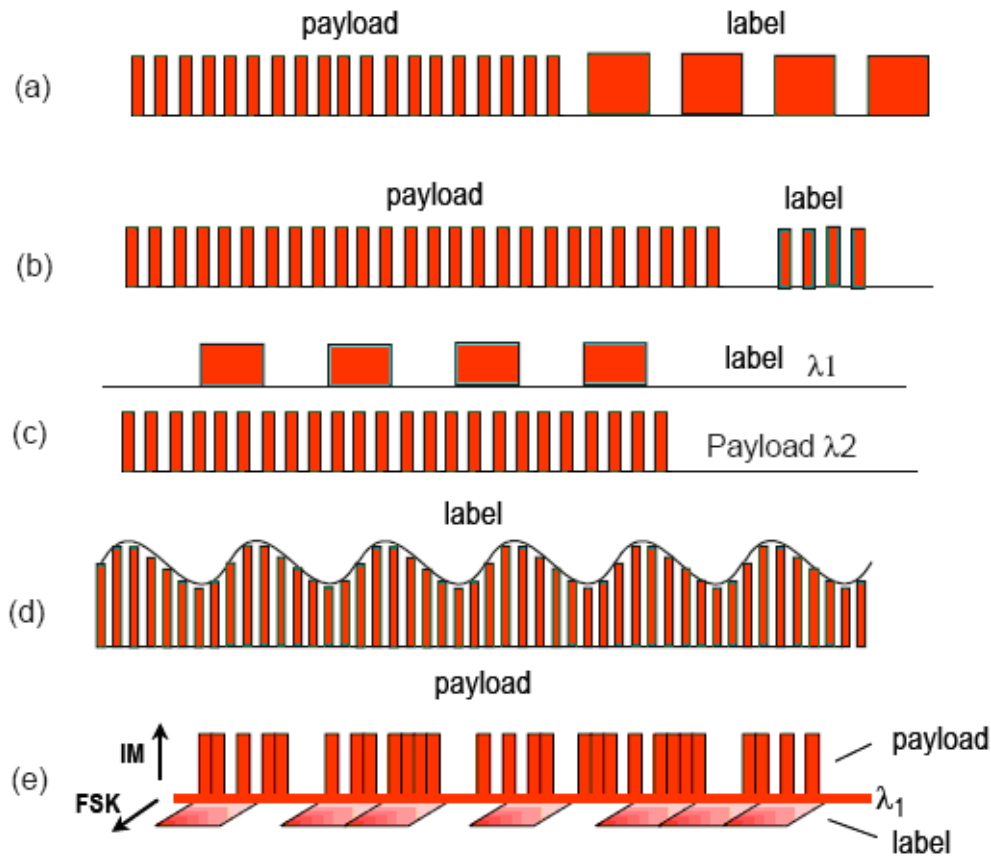 payload label
(a)
payload label
(b)
label λ1
(c)
Payload λ2
label
(d)
payload
IM
payload
(e)
FSK
λ1
label